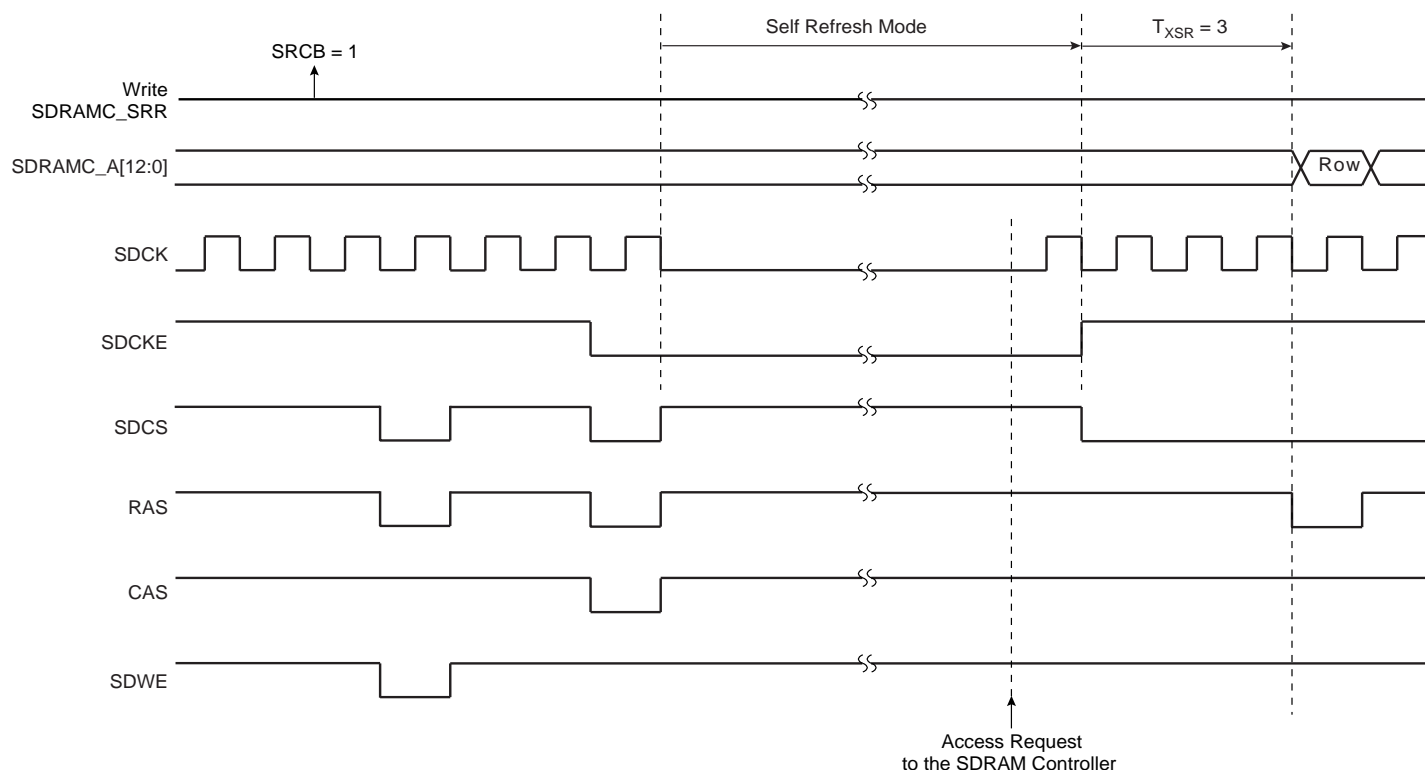 Self Refresh Mode
TXSR = 3
SRCB = 1
Write
SDRAMC_SRR
SDRAMC_A[12:0]
Row
SDCK
SDCKE
SDCS
RAS
CAS
SDWE
Access Request
to the SDRAM Controller